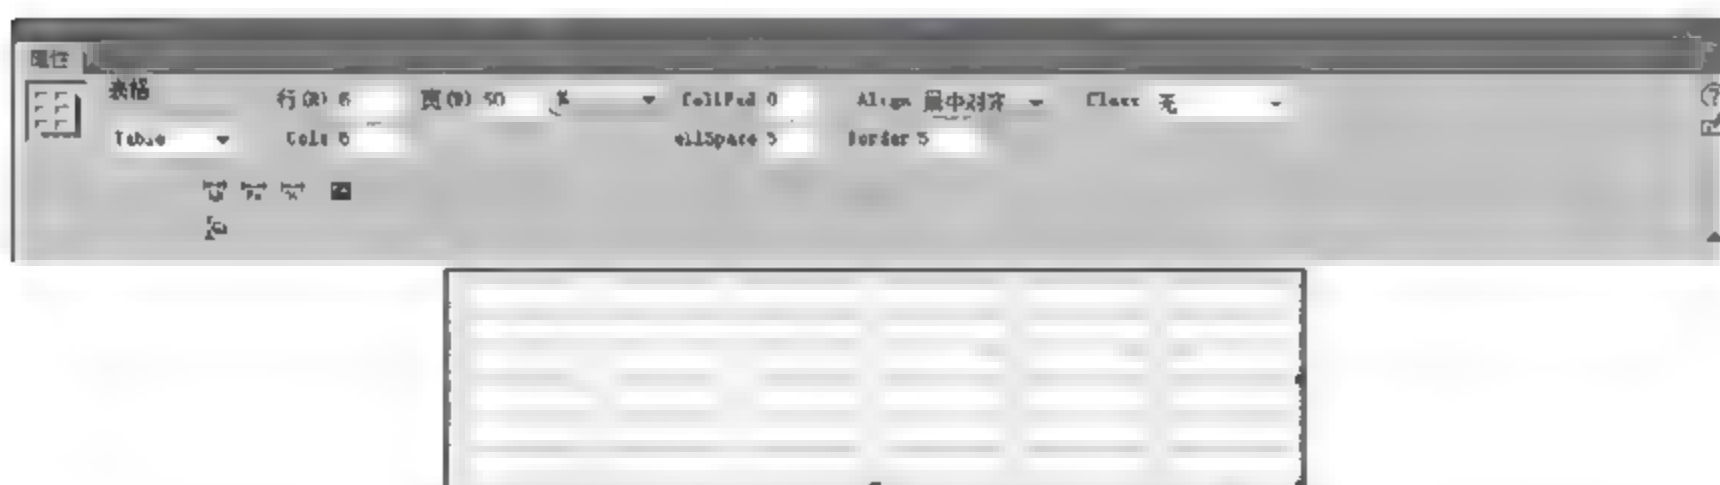 属性
表格 行(R) 6 宽(W) 50 % CellPad 0 Align 居中对齐 Class 无
Table Cols 6 ellSpace 5 Border 5